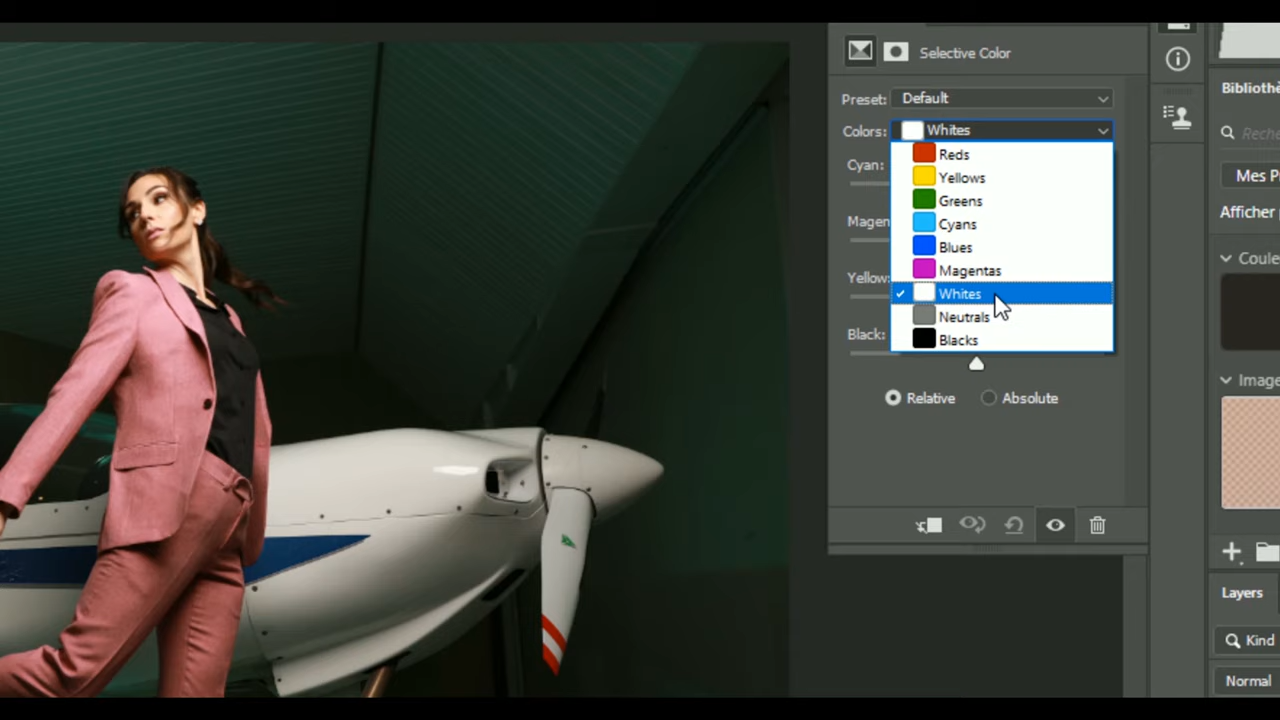 Selective Color
Bibliothè
Preset: Default
Reche
Colors: Whites
Reds
Cyan:
Yellows
Mes P
Greens
Afficher
Magen
Cyans
Blues
Coule
Yellow:
Magentas
Whites
Neutrals
Black:
Blacks
Image
Relative
Absolute
Layers
Kind
Normal